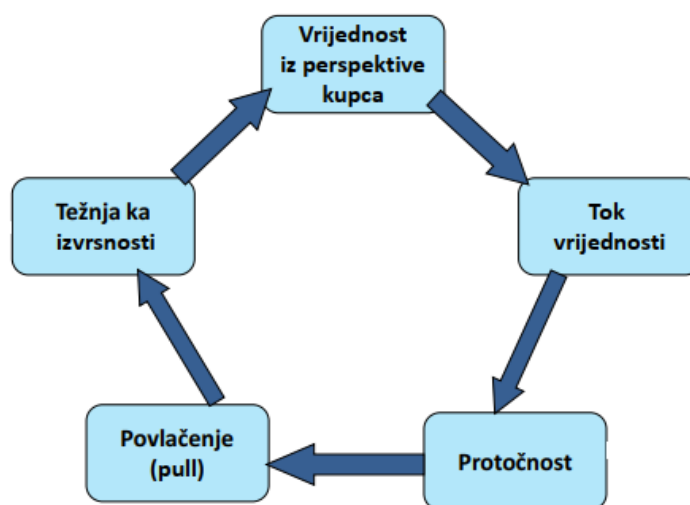 Vrijednost
iz perspektive
kupca
Tok
vrijednosti
Protočnost
Povlačenje
(pull)
Težnja ka
izvrsnosti